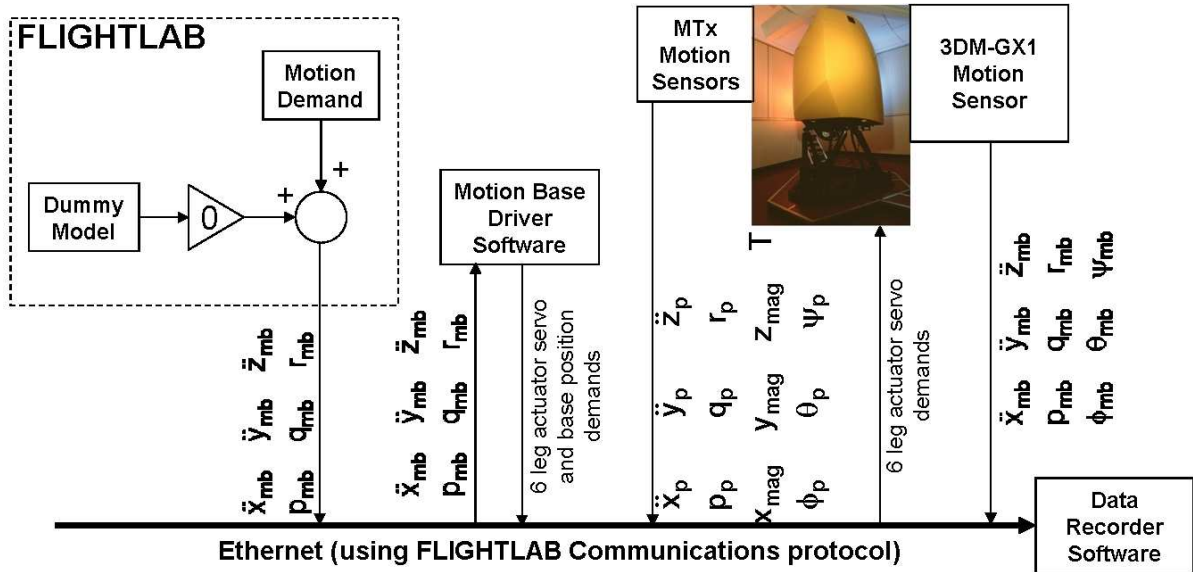 FLIGHTLAB
Motion
Demand
+
+
Dummy
Model
0
Motion Base
Driver
Software
MTx
Motion
Sensors
3DM-GX1
Motion
Sensor
ẍmb ÿmb z̈mb
pmb qmb rmb
ẍmb ÿmb z̈mb
pmb qmb rmb
6 leg actuator servo
and base position
demands
ẍp ÿp z̈p
pp qp rp
xmag ymag zmag T
ϕp θp ψp
6 leg actuator servo
demands
ẍmb ÿmb z̈mb
pmb qmb rmb
ϕmb θmb ψmb
Ethernet (using FLIGHTLAB Communications protocol)
Data
Recorder
Software